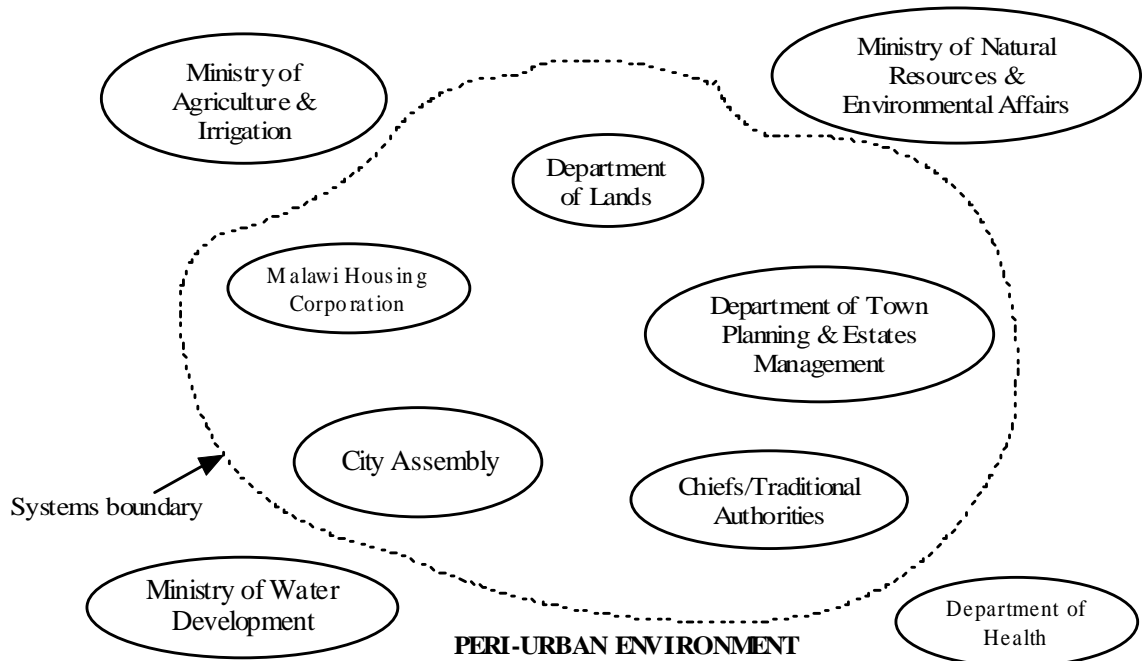 Ministry of
Agriculture &
Irrigation
Ministry of Natural
Resources &
Environmental Affairs
Department
of Lands
Malawi Housing
Corporation
Department of Town
Planning & Estates
Management
City Assembly
Chiefs/Traditional
Authorities
Systems boundary
Ministry of Water
Development
Department of
Health
PERI-URBAN ENVIRONMENT